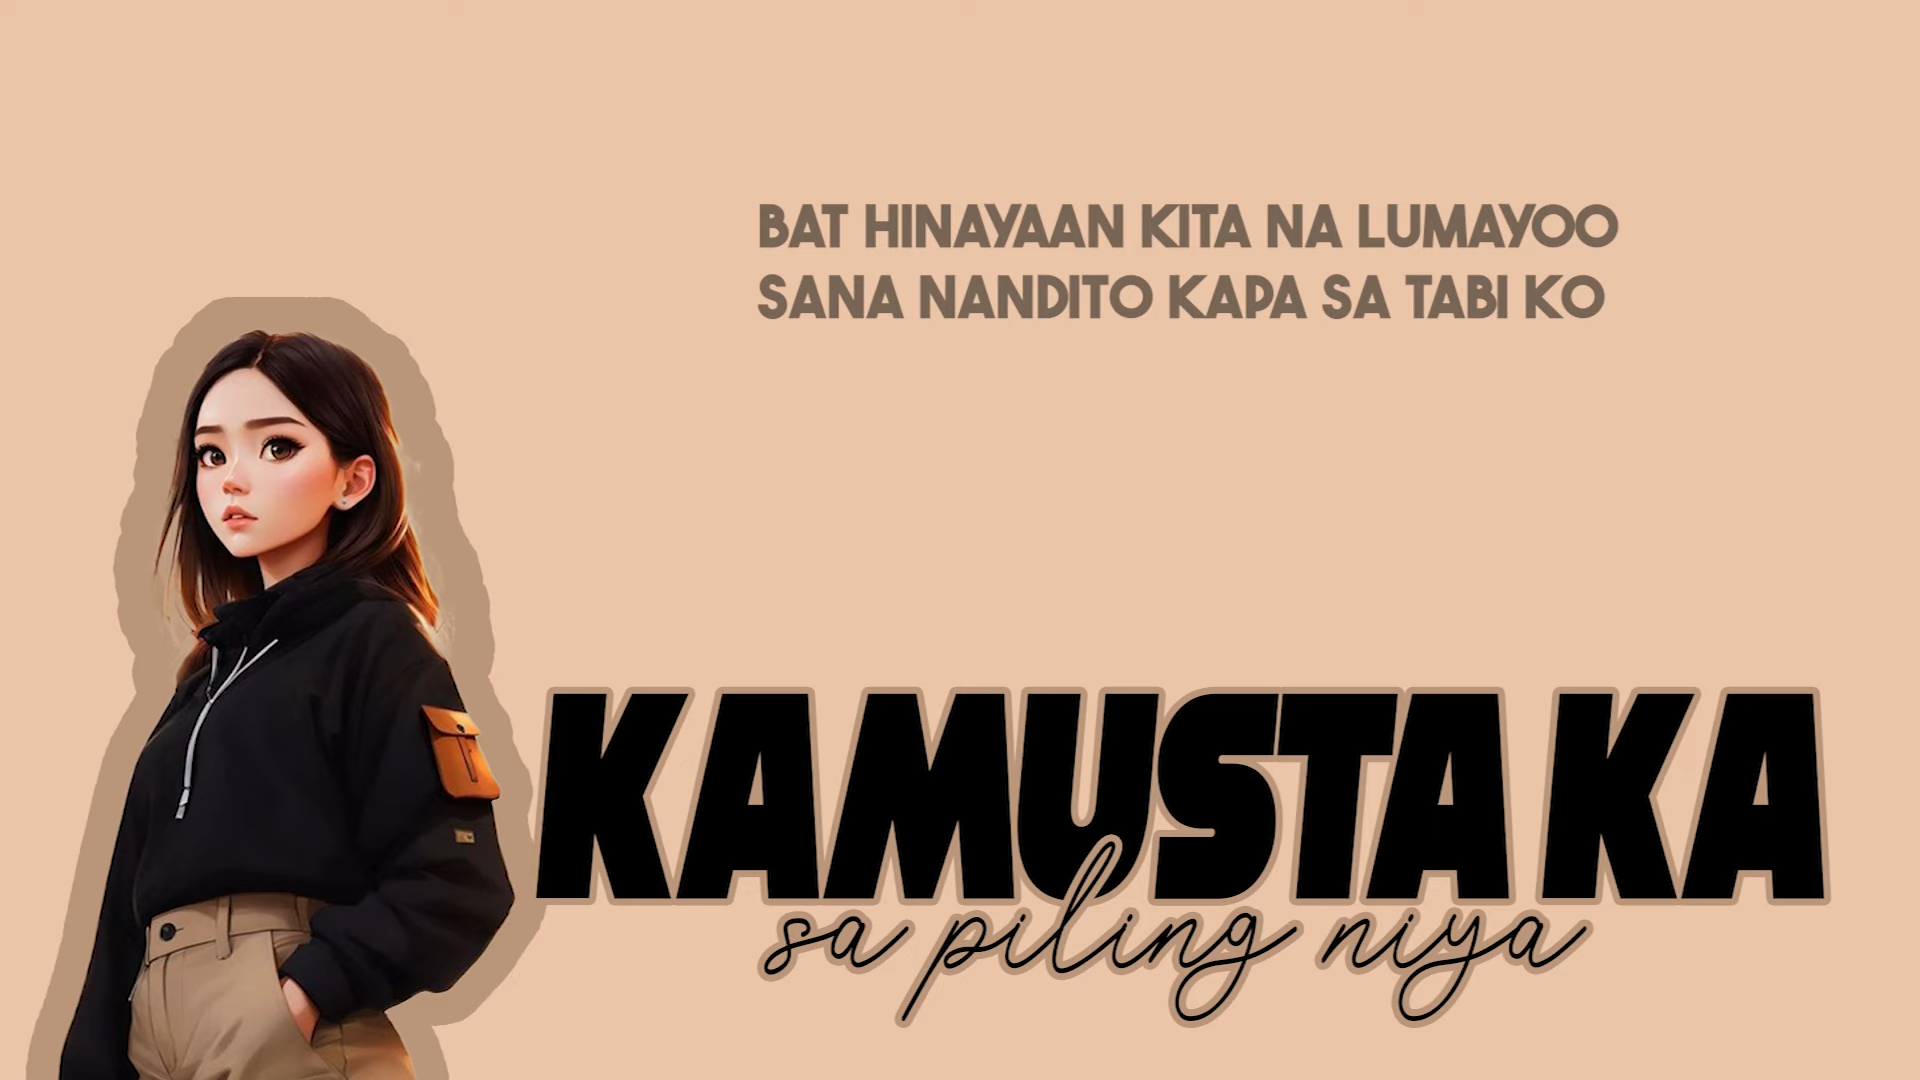 BAT HINAYAAN KITA NA LUMAYOO
SANA NANDITO KAPA SA TABI KO
KAMUSTA KA
sa piling niya